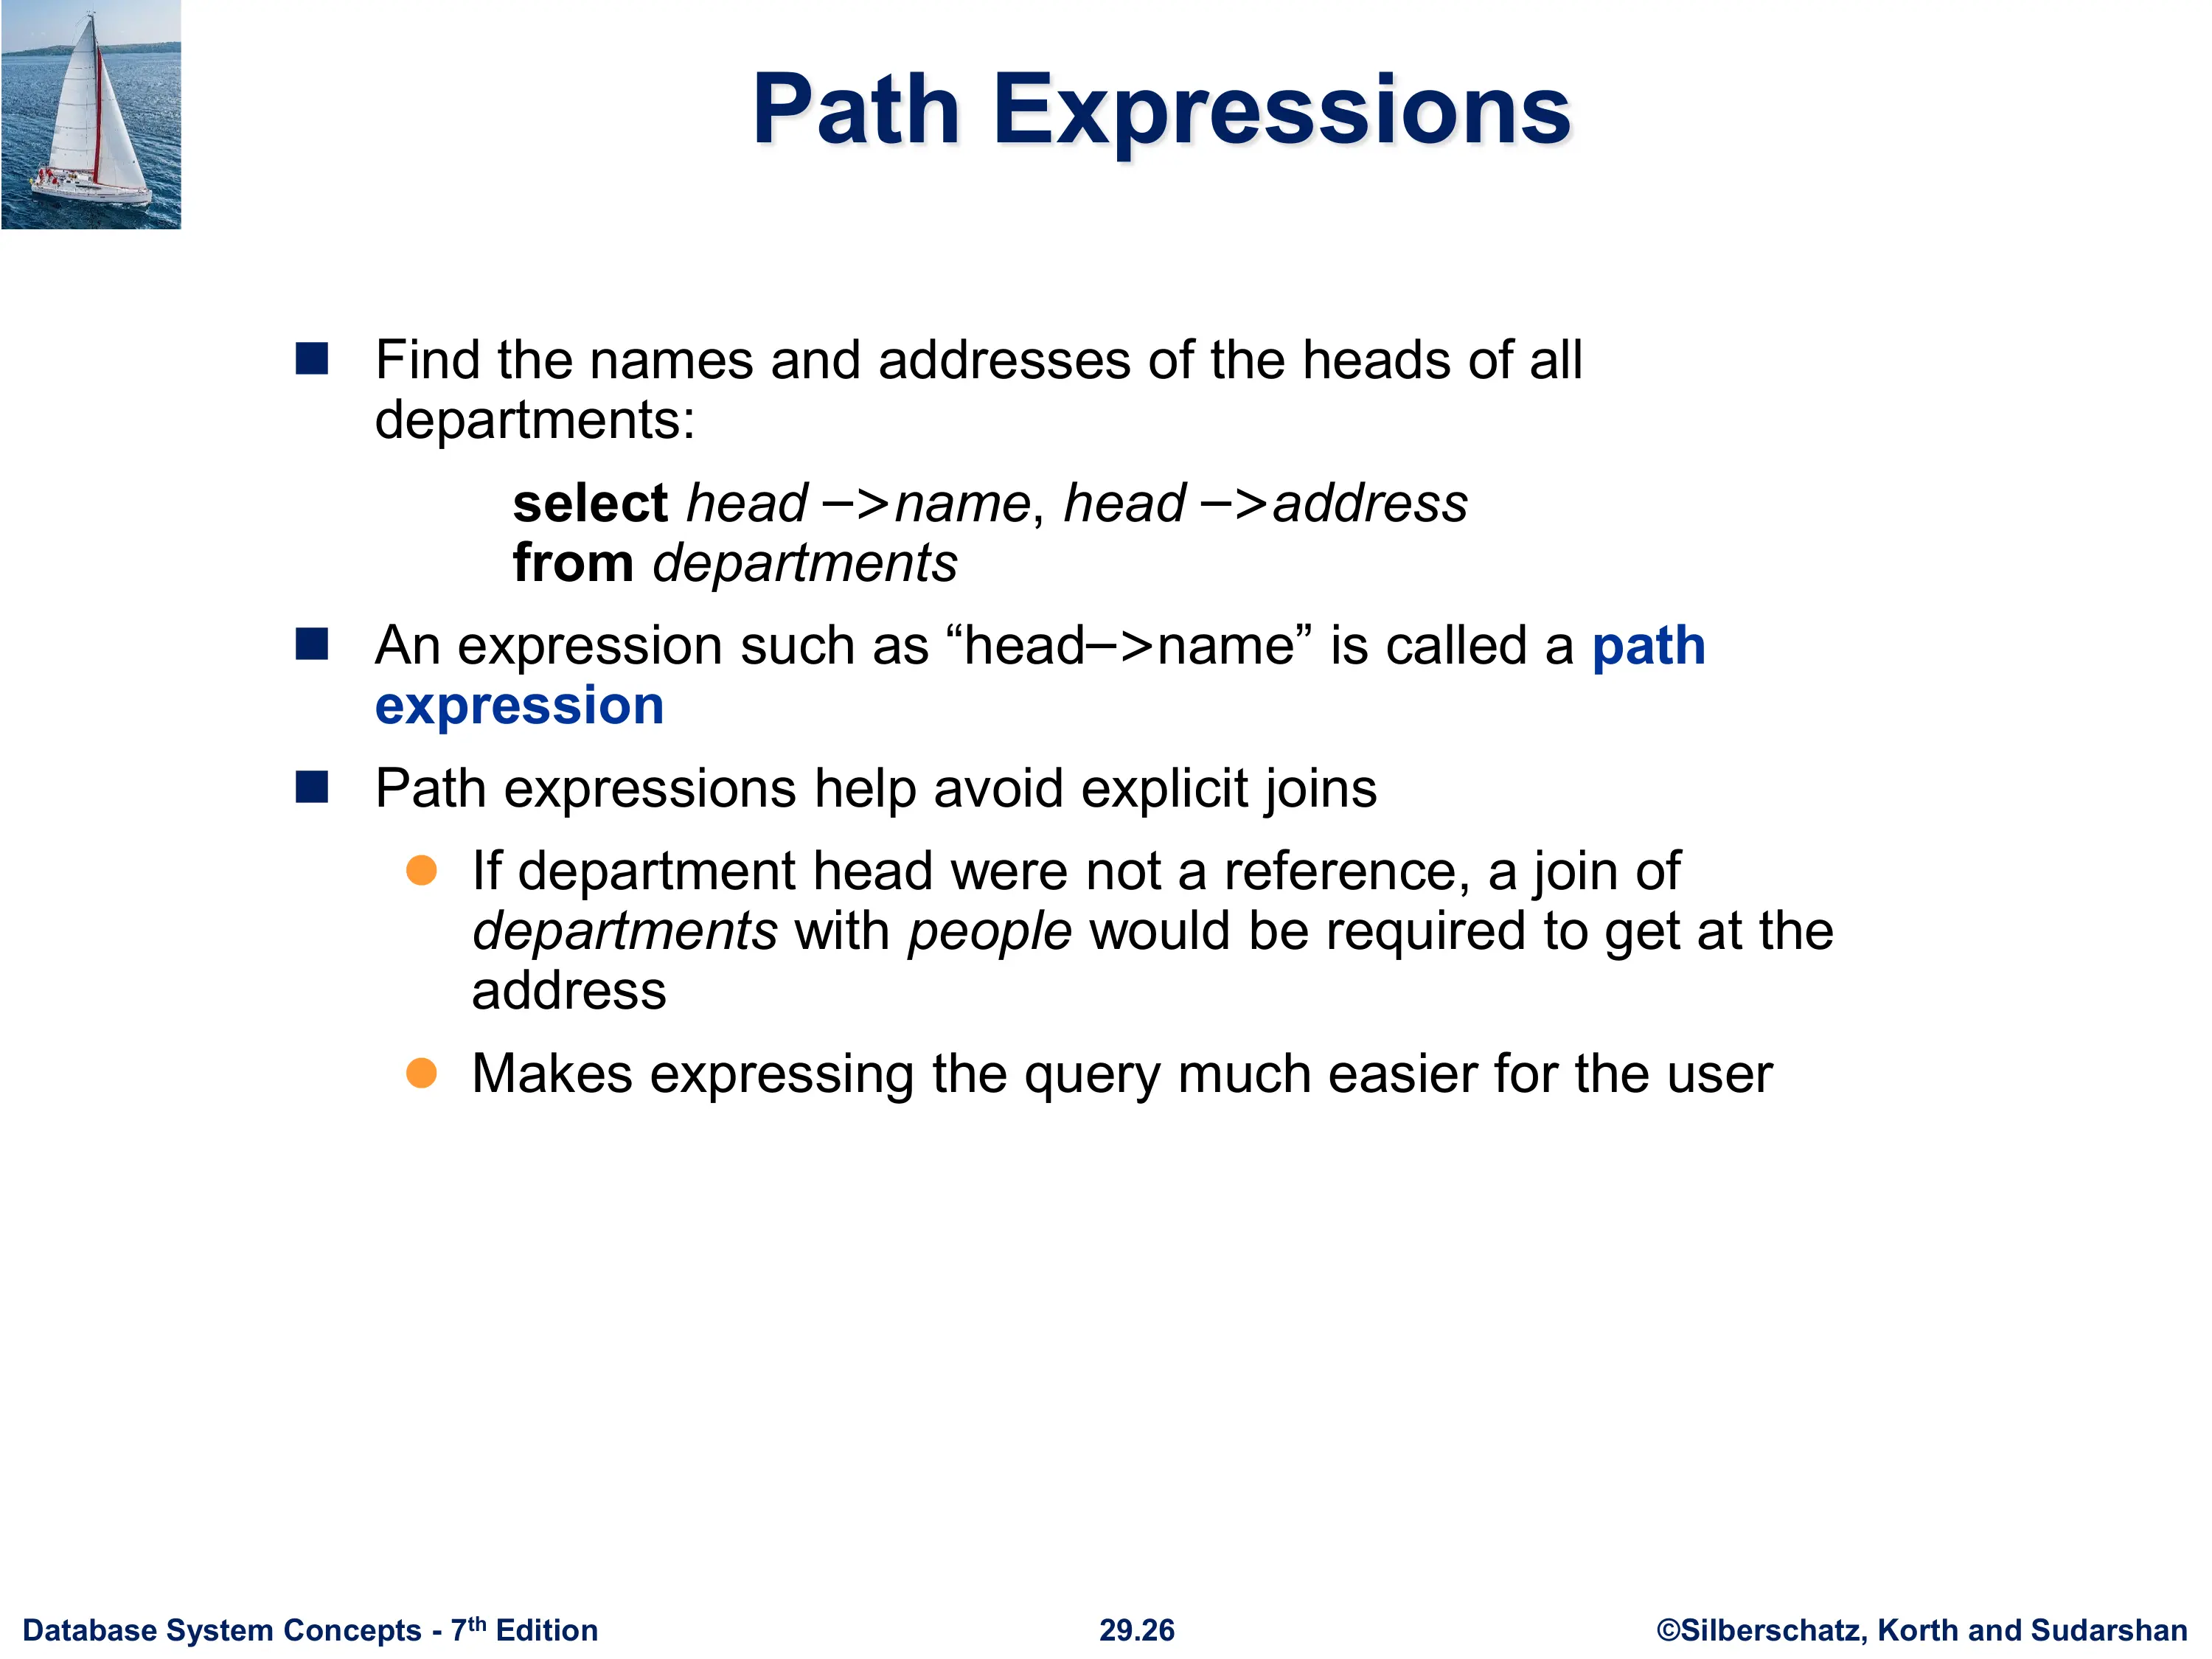 Path Expressions
■ Find the names and addresses of the heads of all
departments:
select head –>name, head –>address
from departments
■ An expression such as “head–>name” is called a path
expression
■ Path expressions help avoid explicit joins
● If department head were not a reference, a join of
departments with people would be required to get at the
address
● Makes expressing the query much easier for the user
Database System Concepts - 7th Edition
29.26
©Silberschatz, Korth and Sudarshan